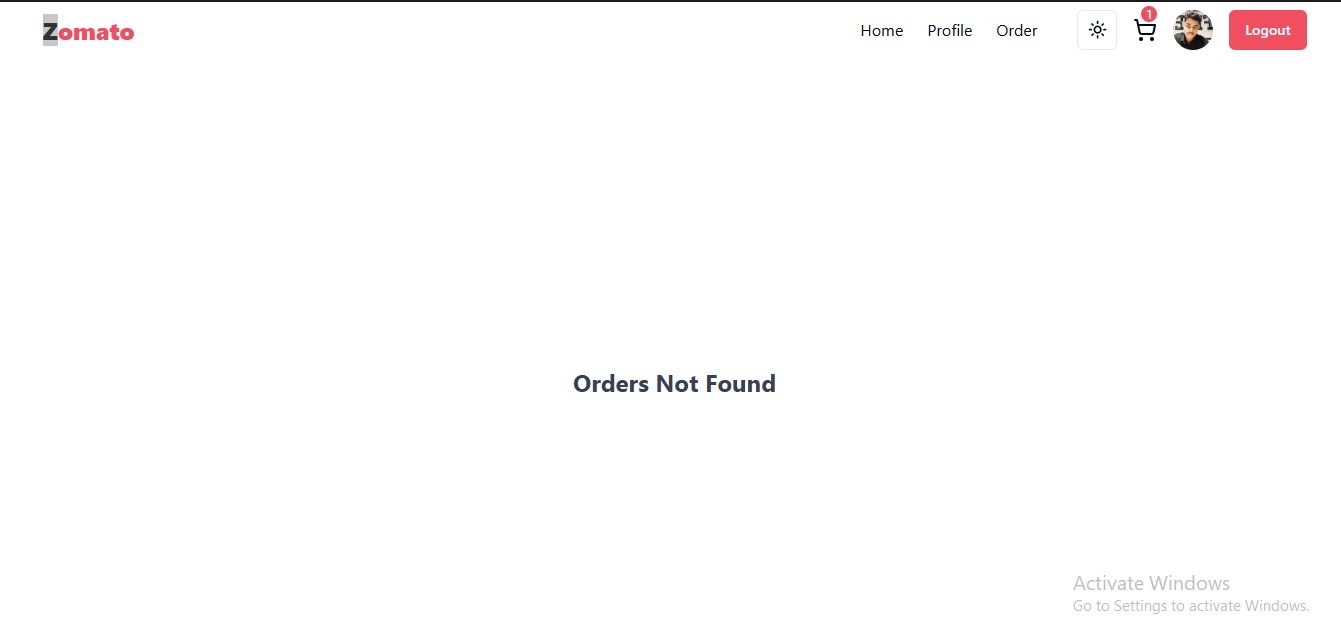 Zomato
Home Profile Order 1 Logout
Orders Not Found
Activate Windows
Go to Settings to activate Windows.